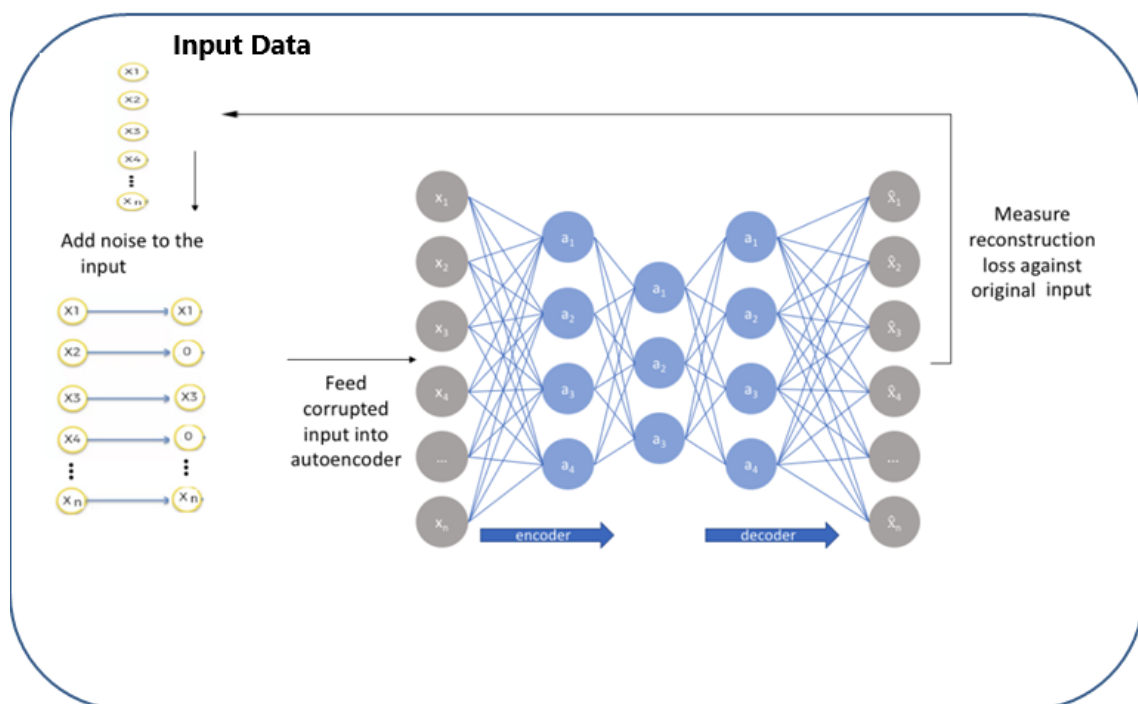 Input Data
X1
X2
X3
X4
⋮
Xn
Add noise to the
input
X1 X1
X2 0
X3 X3
X4 0
⋮ ⋮
Xn Xn
Feed
corrupted
input into
autoencoder
x₁
x₂
x₃
x₄
...
xₙ
a₁
a₂
a₃
a₄
encoder
a₁
a₂
a₃
a₁
a₂
a₃
a₄
decoder
x̂₁
x̂₂
x̂₃
x̂₄
...
x̂ₙ
Measure
reconstruction
loss against
original input